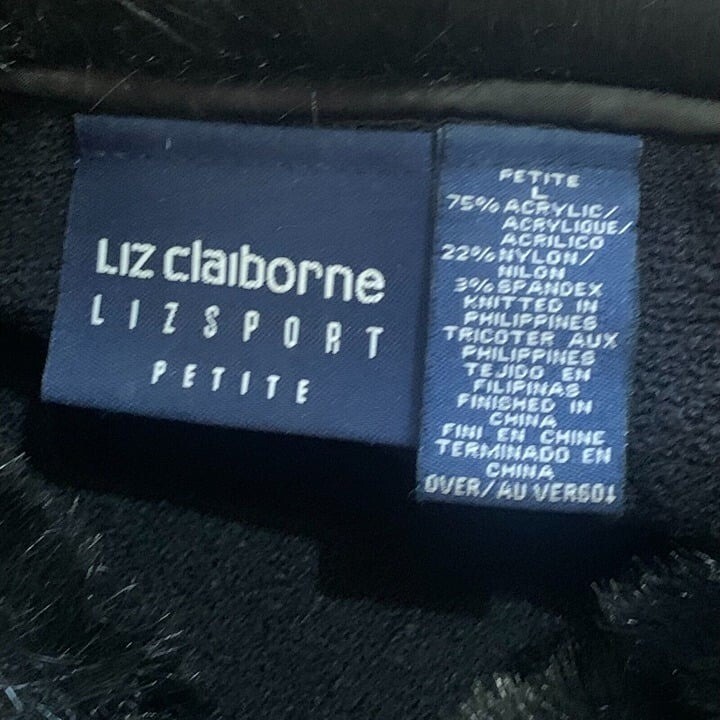 Liz claiborne
LIZSPORT
PETITE
PETITE
L
75% ACRYLIC/
ACRYLIQUE/
ACRILICO
22% NYLON/
NILON
3% SPANDEX
KNITTED IN
PHILIPPINES
TRICOTER AUX
PHILIPPINES
TEJIDO EN
FILIPINAS
FINISHED IN
CHINA
FINI EN CHINE
TERMINADO EN
CHINA
OVER/AU VERSO↓